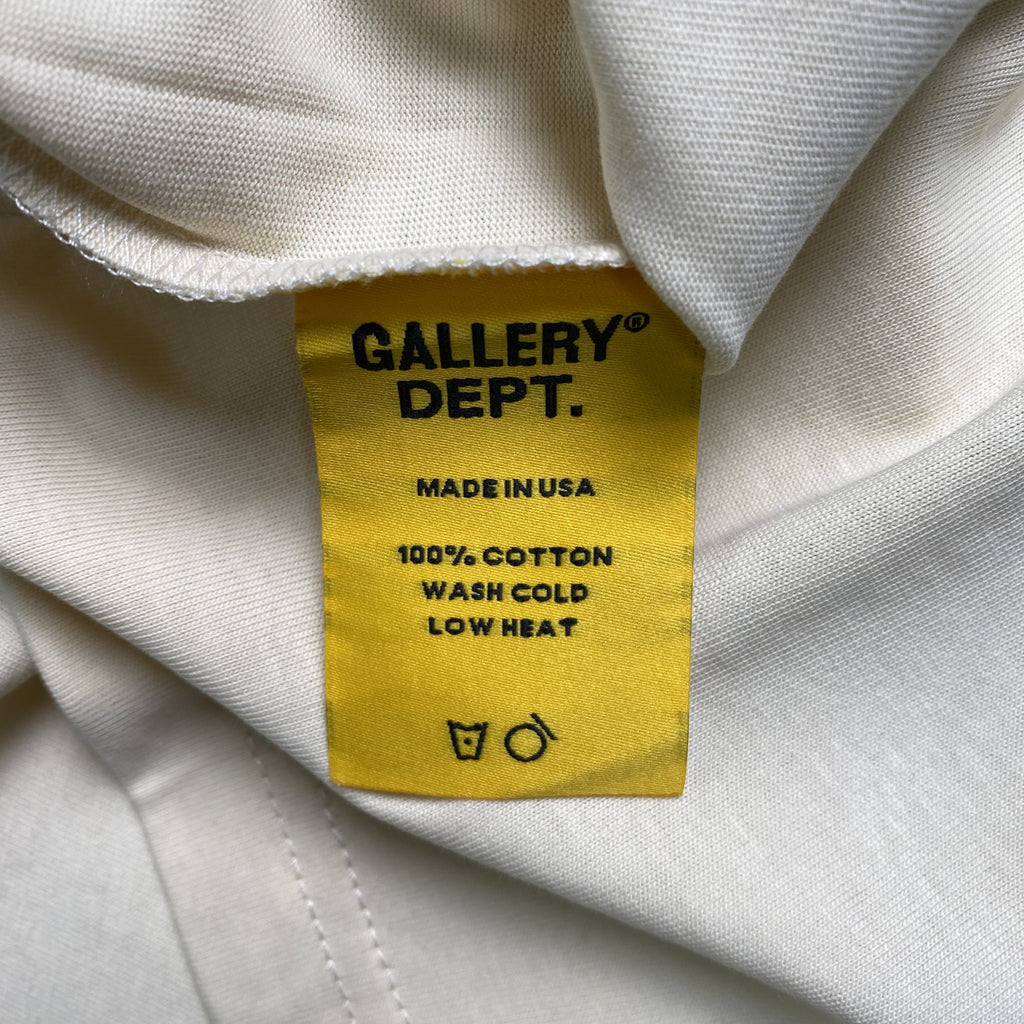 GALLERY®
DEPT.
MADE IN USA
100% COTTON
WASH COLD
LOW HEAT